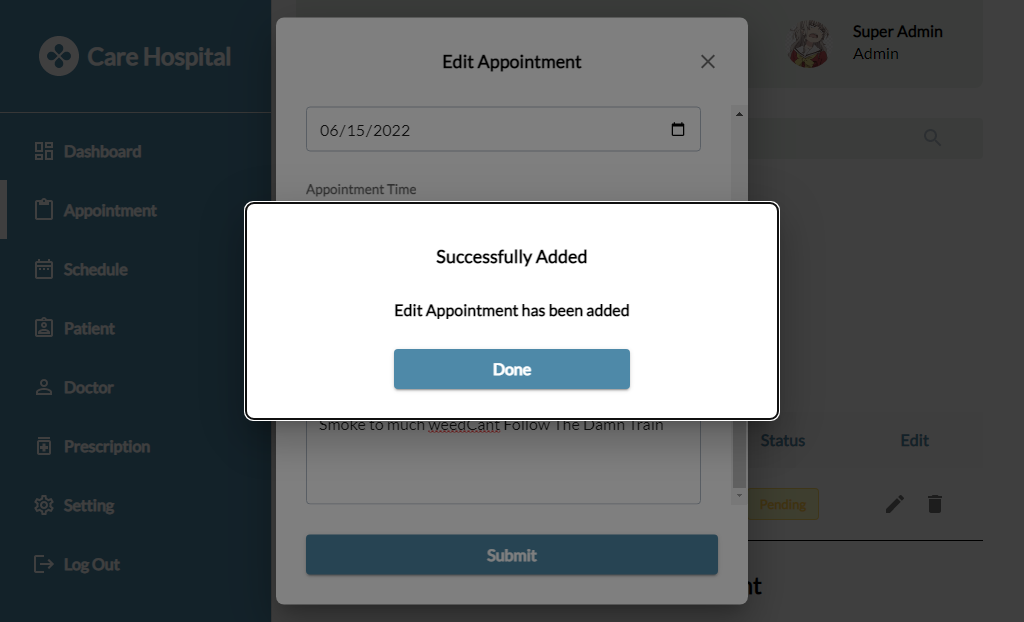 Care Hospital
Dashboard
Appointment
Schedule
Patient
Doctor
Prescription
Setting
Log Out
Edit Appointment
06/15/2022
Appointment Time
Successfully Added
Edit Appointment has been added
Done
Smoke to much weedCant Follow The Damn Train
Submit
Super Admin
Admin
Status Edit
Pending
nt